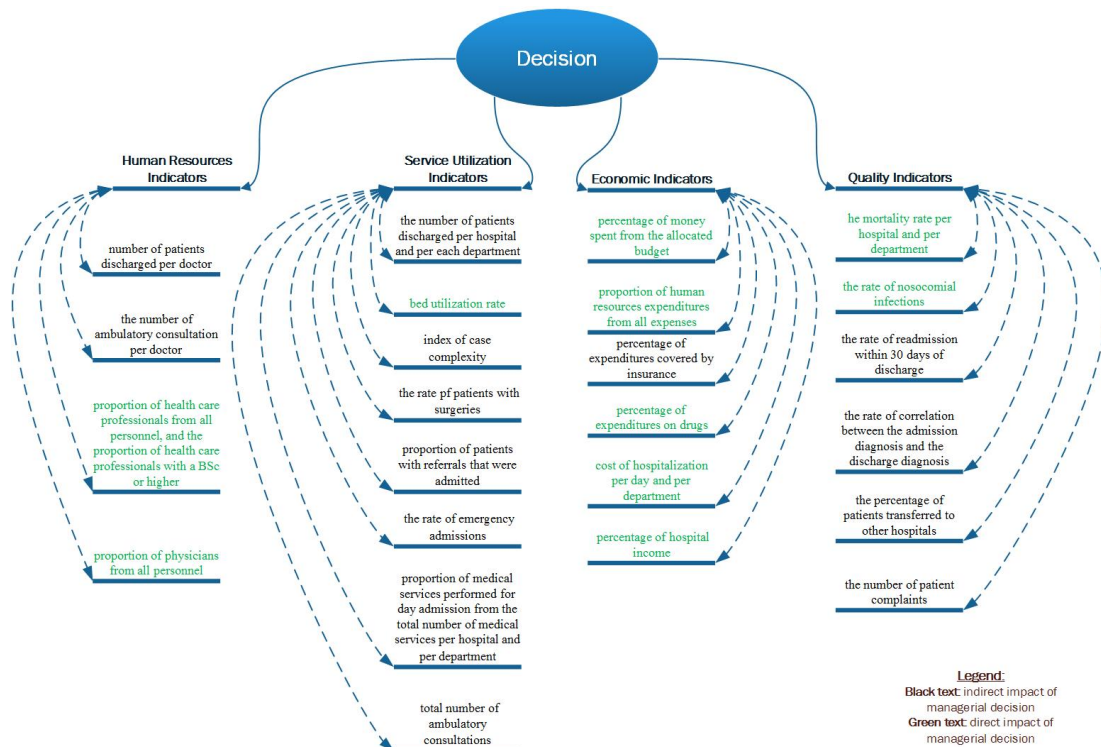 Decision
Human Resources
Indicators
number of patients
discharged per doctor
the number of
ambulatory consultation
per doctor
proportion of health care
professionals from all
personnel, and the
proportion of health care
professionals with a BSc
or higher
proportion of physicians
from all personnel
Service Utilization
Indicators
the number of patients
discharged per hospital
and per each department
bed utilization rate
index of case
complexity
the rate pf patients with
surgeries
proportion of patients
with referrals that were
admitted
the rate of emergency
admissions
proportion of medical
services performed for
day admission from the
total number of medical
services per hospital and
per department
total number of
ambulatory
consultations
Economic Indicators
percentage of money
spent from the allocated
budget
proportion of human
resources expenditures
from all expenses
percentage of
expenditures covered by
insurance
percentage of
expenditures on drugs
cost of hospitalization
per day and per
department
percentage of hospital
income
Quality Indicators
he mortality rate per
hospital and per
department
the rate of nosocomial
infections
the rate of readmission
within 30 days of
discharge
the rate of correlation
between the admission
diagnosis and the
discharge diagnosis
the percentage of
patients transferred to
other hospitals
the number of patient
complaints
Legend:
Black text: indirect impact of
managerial decision
Green text: direct impact of
managerial decision